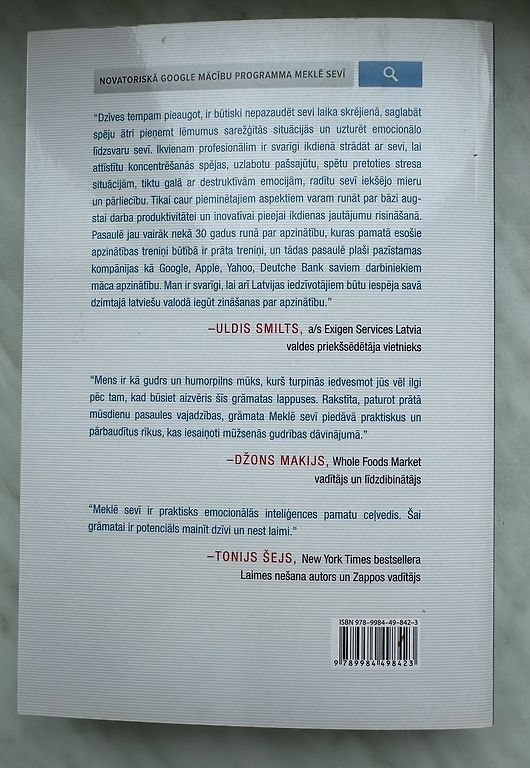 NOVATORISKĀ GOOGLE MĀCĪBU PROGRAMMA MEKLĒ SEVĪ
“Dzīves tempam pieaugot, ir būtiski nepazaudēt sevi laika skrējienā, saglabāt
spēju ātri pieņemt lēmumus sarežģītās situācijās un uzturēt emocionālo
līdzsvaru sevī. Ikvienam profesionālim ir svarīgi ikdienā strādāt ar sevi, lai
attīstītu koncentrēšanās spējas, uzlabotu pašsajūtu, spētu pretoties stresa
situācijām, tiktu galā ar destruktīvām emocijām, radītu sevī iekšējo mieru
un pārliecību. Tikai caur pieminētajiem aspektiem varam runāt par bāzi aug-
stai darba produktivitātei un inovatīvai pieejai ikdienas jautājumu risināšanā.
Pasaulē jau vairāk nekā 30 gadus runā par apzinātību, kuras pamatā esošie
apzinātības treniņi būtībā ir prāta treniņi, un tādas pasaulē plaši pazīstamas
kompānijas kā Google, Apple, Yahoo, Deutche Bank saviem darbiniekiem
māca apzinātību. Man ir svarīgi, lai arī Latvijas iedzīvotājiem būtu iespēja savā
dzimtajā latviešu valodā iegūt zināšanas par apzinātību.”
–ULDIS SMILTS, a/s Exigen Services Latvia
valdes priekšsēdētāja vietnieks
“Mens ir kā gudrs un humorpilns mūks, kurš turpinās iedvesmot jūs vēl ilgi
pēc tam, kad būsiet aizvēris šīs grāmatas lappuses. Rakstīta, paturot prātā
mūsdienu pasaules vajadzības, grāmata Meklē sevī piedāvā praktiskus un
pārbaudītus rīkus, kas iesaiņoti mūžsenās gudrības dāvinājumā.”
–DŽONS MAKIJS, Whole Foods Market
vadītājs un līdzdibinātājs
“Meklē sevī ir praktisks emocionālās inteliģences pamatu ceļvedis. Šai
grāmatai ir potenciāls mainīt dzīvi un nest laimi.”
–TONIJS ŠEJS, New York Times bestsellera
Laimes nešana autors un Zappos vadītājs
ISBN 978-9984-49-842-3
9 789984 498423